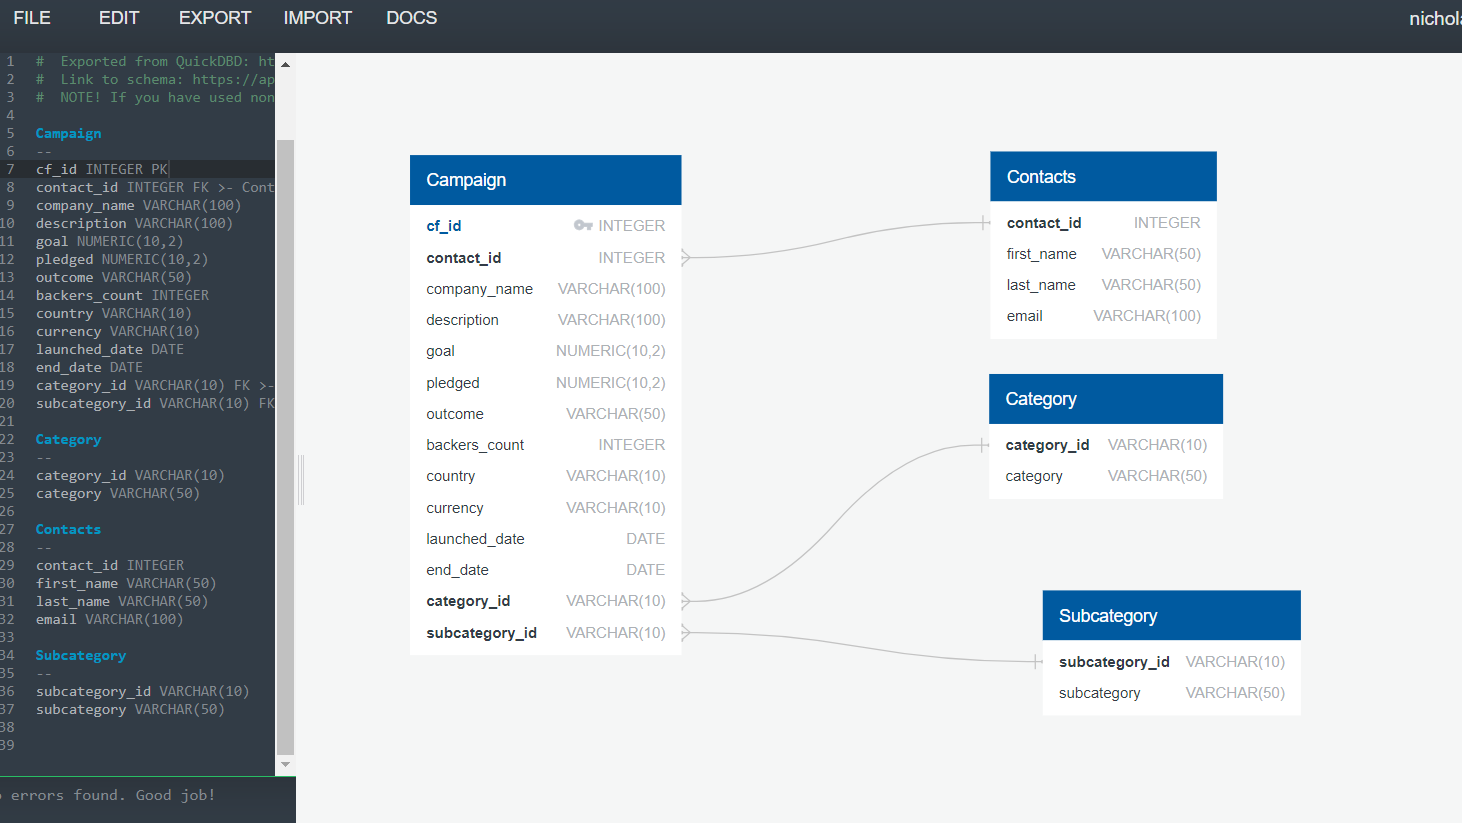 FILE EDIT EXPORT IMPORT DOCS nichola
1 # Exported from QuickDBD: ht
2 # Link to schema: https://ap
3 # NOTE! If you have used non
4
5 Campaign
6 --
7 cf_id INTEGER PK
8 contact_id INTEGER FK >- Cont
9 company_name VARCHAR(100)
10 description VARCHAR(100)
11 goal NUMERIC(10,2)
12 pledged NUMERIC(10,2)
13 outcome VARCHAR(50)
14 backers_count INTEGER
15 country VARCHAR(10)
16 currency VARCHAR(10)
17 launched_date DATE
18 end_date DATE
19 category_id VARCHAR(10) FK >-
20 subcategory_id VARCHAR(10) FK
21
22 Category
23 --
24 category_id VARCHAR(10)
25 category VARCHAR(50)
26
27 Contacts
28 --
29 contact_id INTEGER
30 first_name VARCHAR(50)
31 last_name VARCHAR(50)
32 email VARCHAR(100)
33
34 Subcategory
35 --
36 subcategory_id VARCHAR(10)
37 subcategory VARCHAR(50)
38
39
errors found. Good job!
Campaign
cf_id INTEGER
contact_id INTEGER
company_name VARCHAR(100)
description VARCHAR(100)
goal NUMERIC(10,2)
pledged NUMERIC(10,2)
outcome VARCHAR(50)
backers_count INTEGER
country VARCHAR(10)
currency VARCHAR(10)
launched_date DATE
end_date DATE
category_id VARCHAR(10)
subcategory_id VARCHAR(10)
Contacts
contact_id INTEGER
first_name VARCHAR(50)
last_name VARCHAR(50)
email VARCHAR(100)
Category
category_id VARCHAR(10)
category VARCHAR(50)
Subcategory
subcategory_id VARCHAR(10)
subcategory VARCHAR(50)